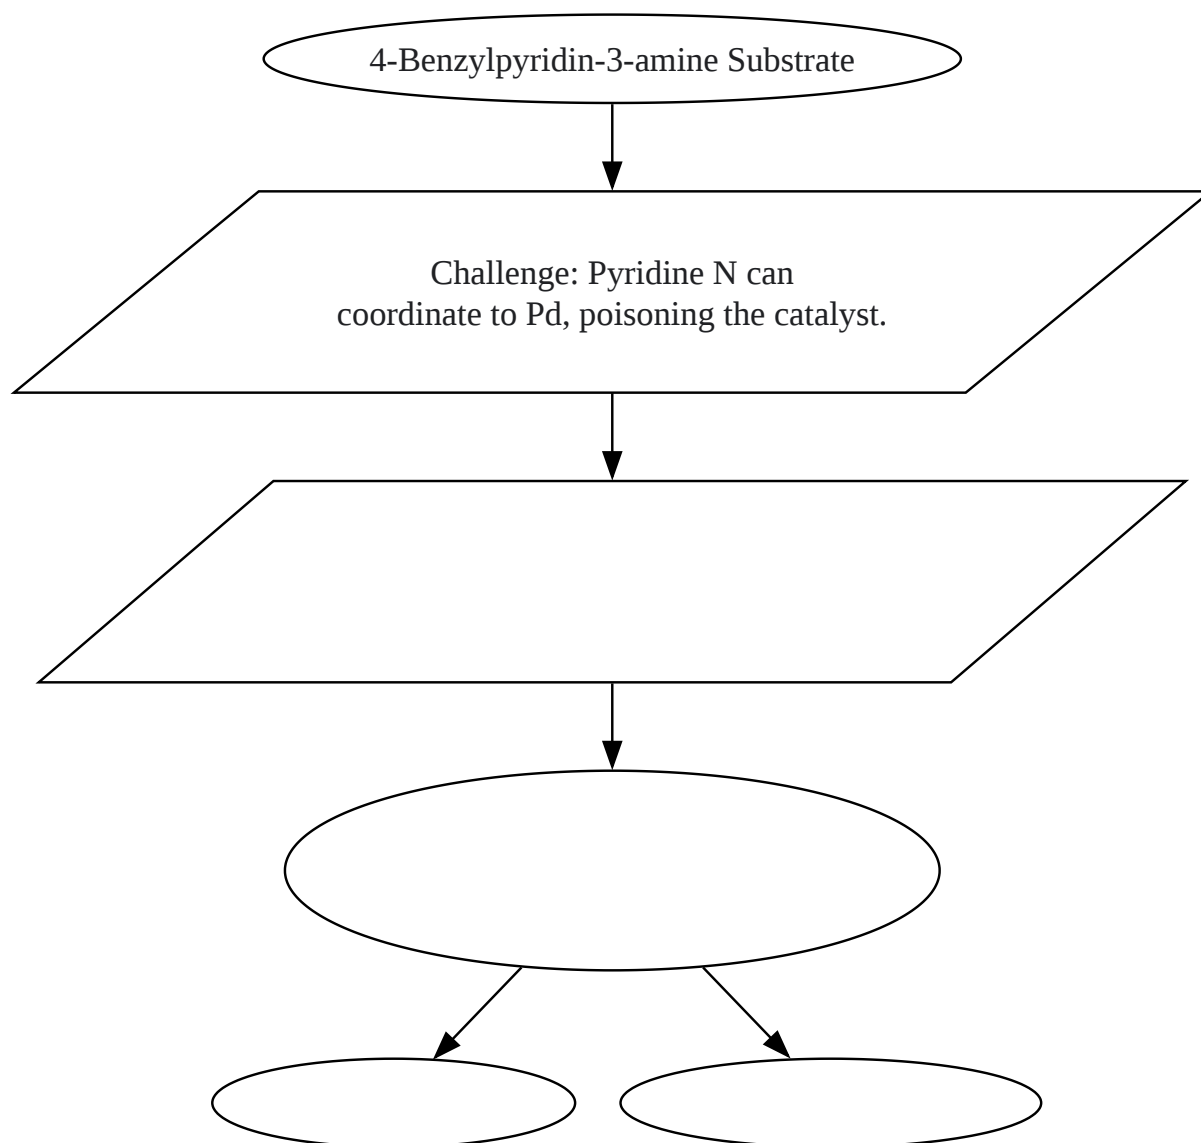 4-Benzylpyridin-3-amine Substrate
Challenge: Pyridine N can
coordinate to Pd, poisoning the catalyst.